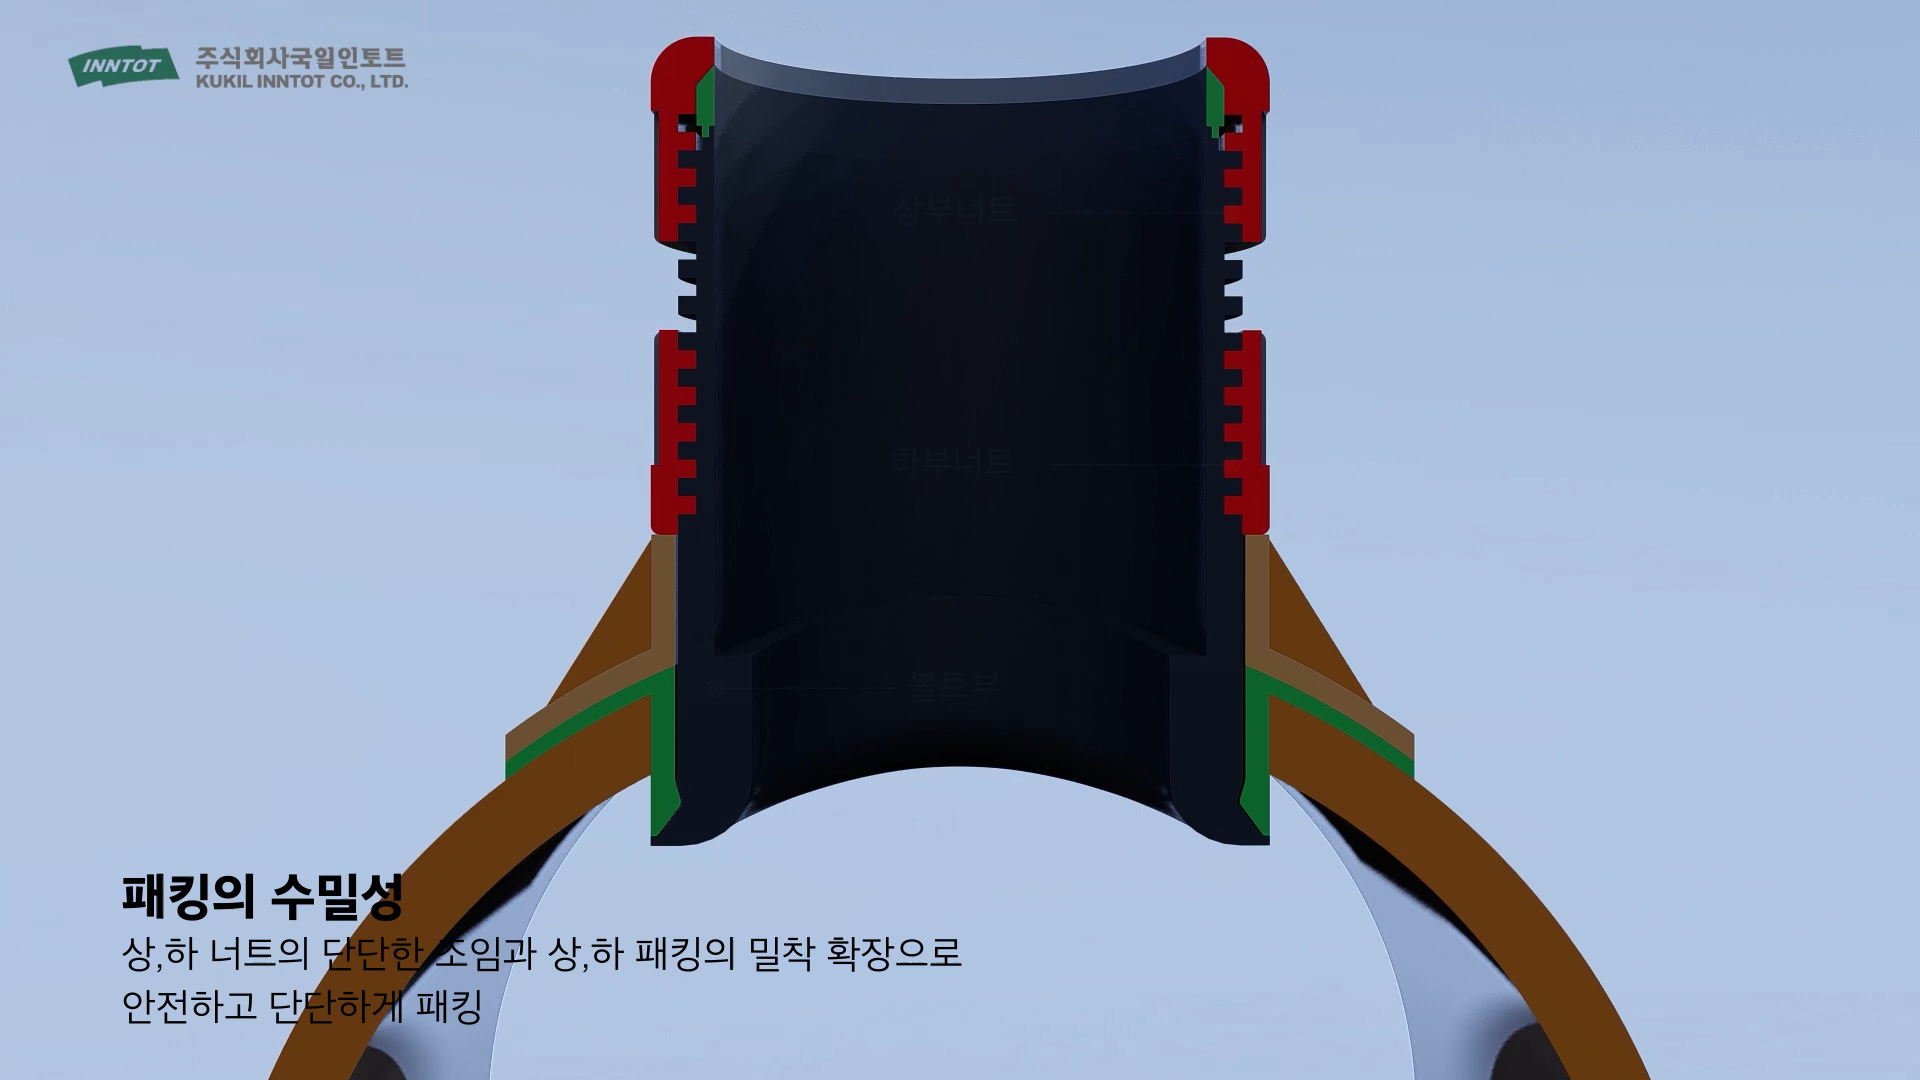 INNTOT
주식회사국일인토트
KUKIL INNTOT CO., LTD.
상부너트
하부너트
볼트부
패킹의 수밀성
상,하 너트의 단단한 조임과 상,하 패킹의 밀착 확장으로
안전하고 단단하게 패킹